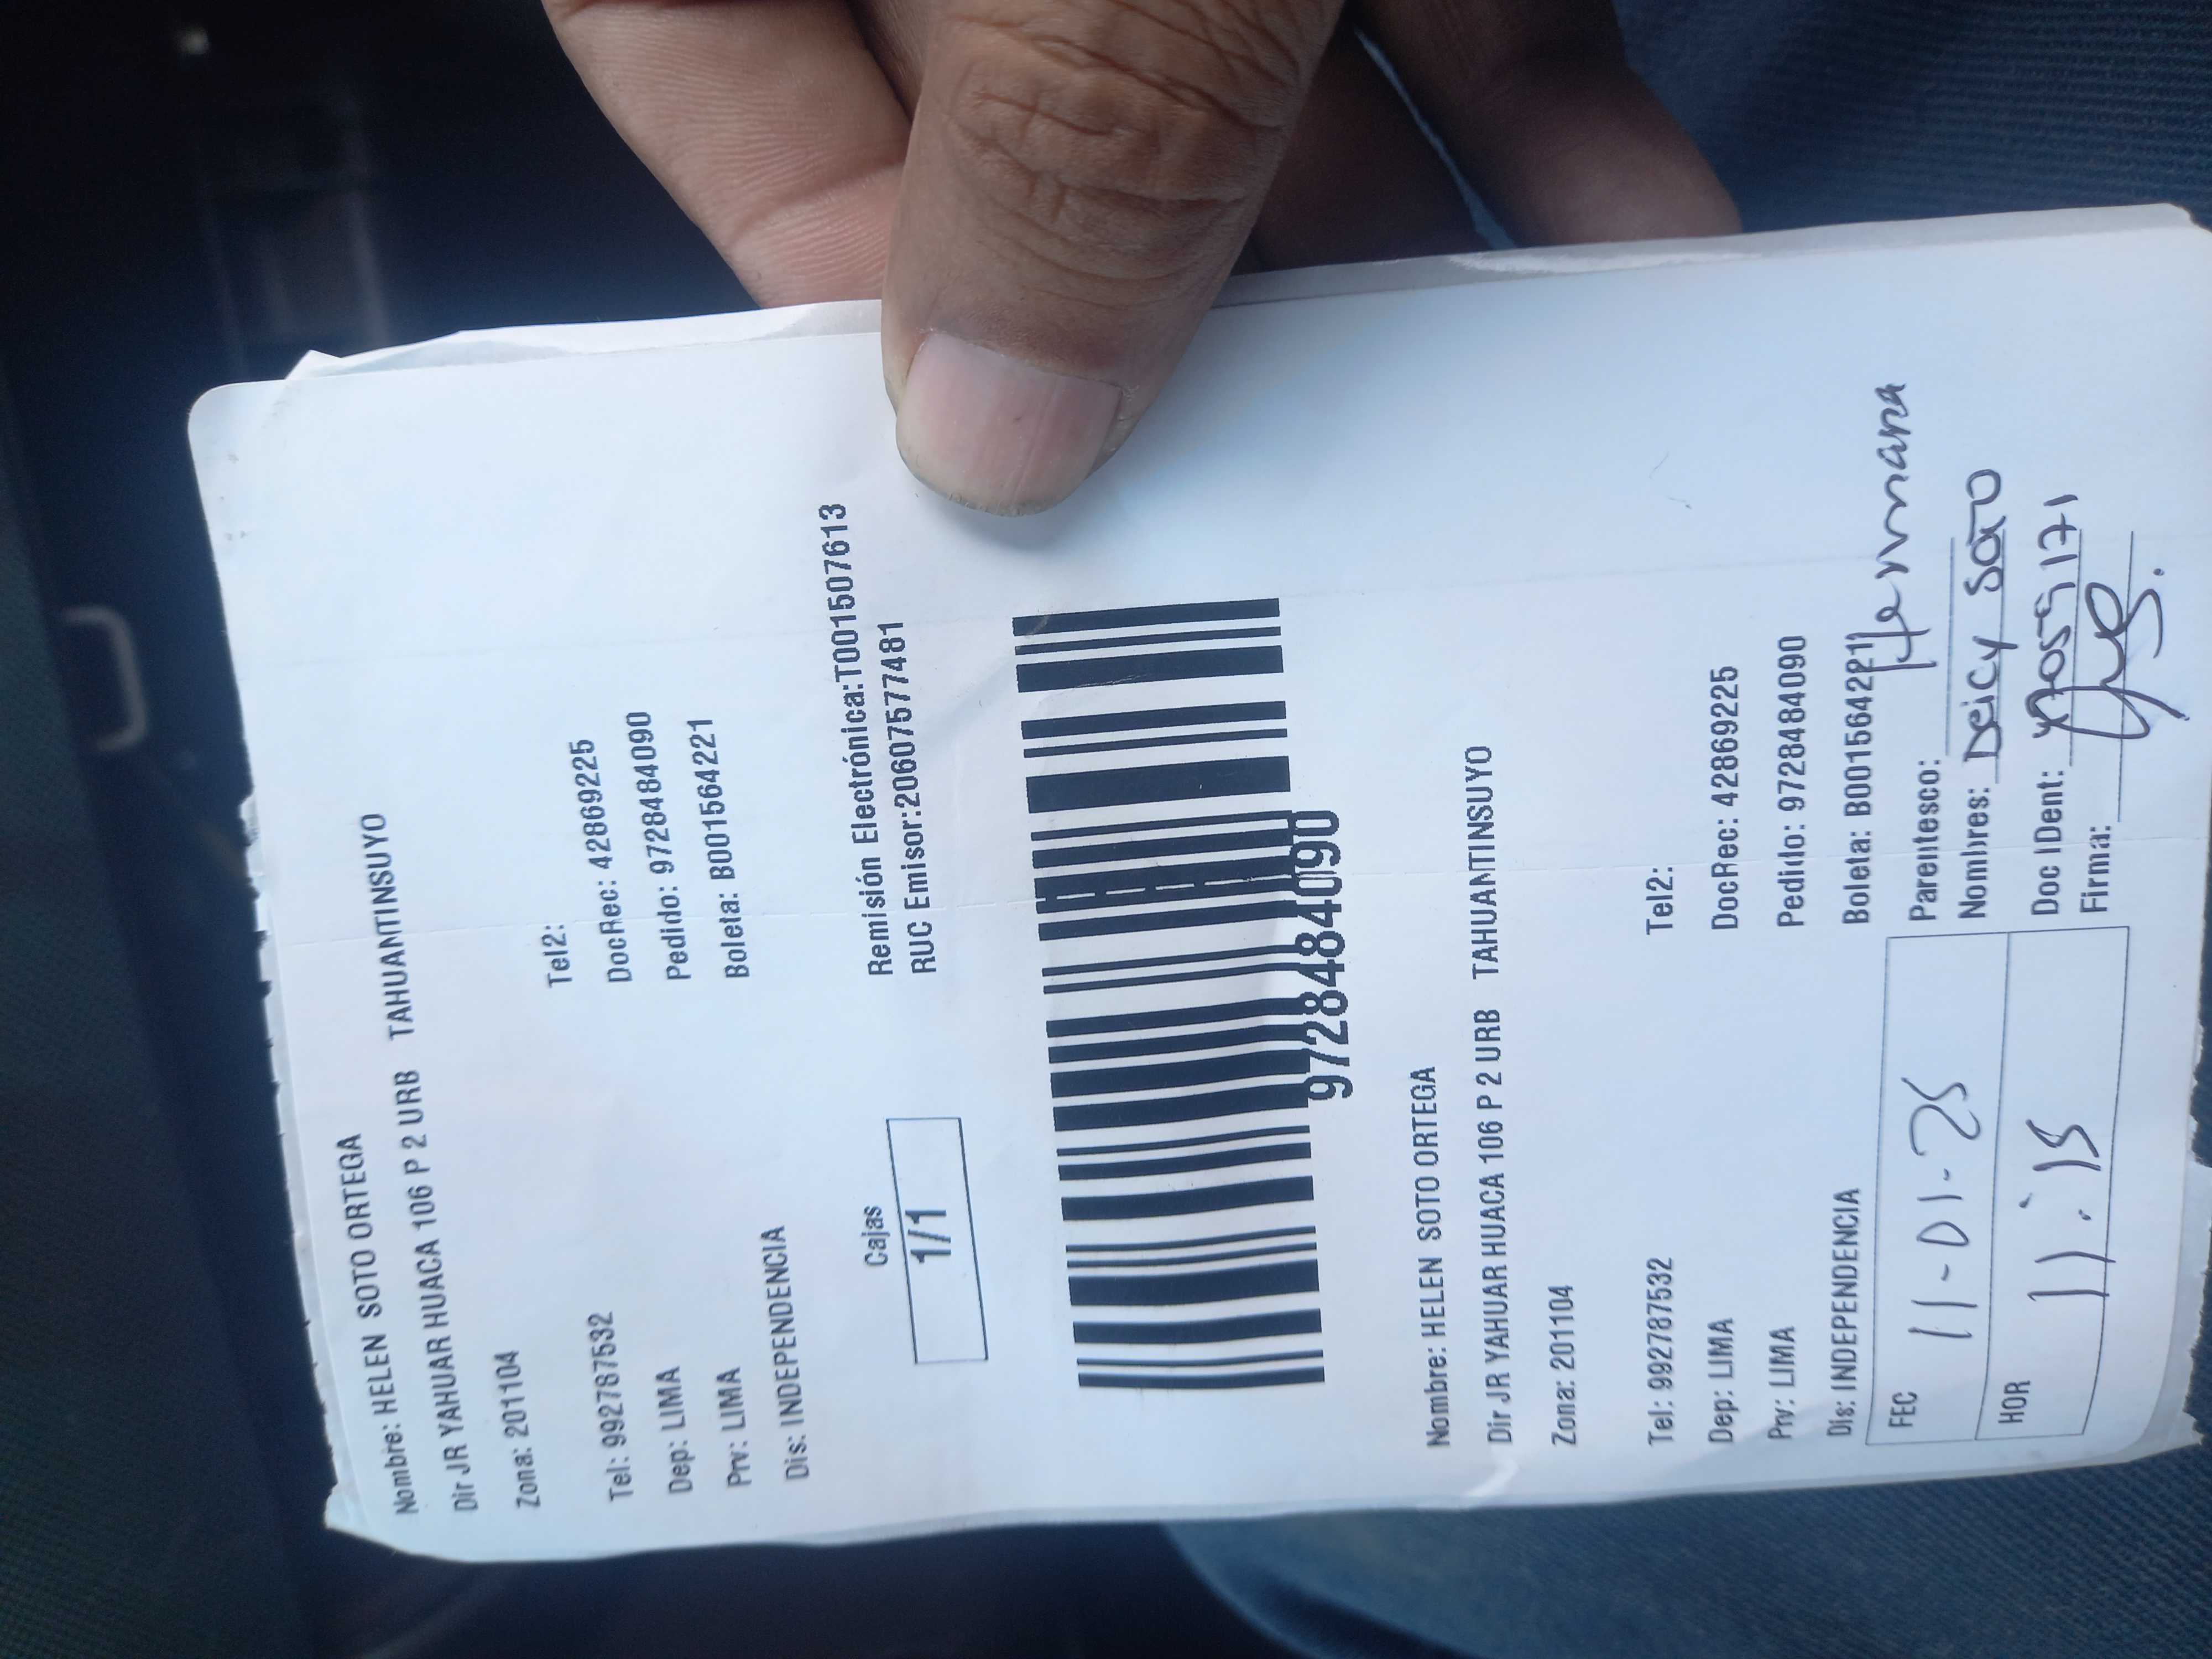 Nombre: HELEN SOTO ORTEGA
Dir JR YAHUAR HUACA 106 P 2 URB TAHUANTINSUYO
Zona: 201104
Tel: 992787532 Tel2:
Dep: LIMA DocRec: 42869225
Prv: LIMA Pedido: 9728484090
Dis: INDEPENDENCIA Boleta: B001564221
Cajas Remisión Electrónica:T001507613
1/1 RUC Emisor:20607577481
9728484090
Nombre: HELEN SOTO ORTEGA
Dir JR YAHUAR HUACA 106 P 2 URB TAHUANTINSUYO
Zona: 201104
Tel: 992787532 Tel2:
Dep: LIMA DocRec: 42869225
Prv: LIMA Pedido: 9728484090
Dis: INDEPENDENCIA Boleta: B001564221
FEC 11-01-25 Parentesco: Hermana
Nombres: Deicy Soto
HOR 11:15 Doc IDent:
Firma: